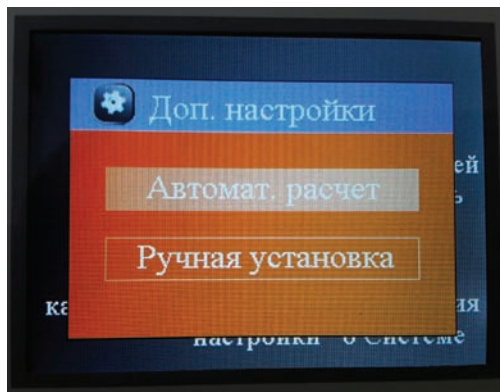 Доп. настройки
Автомат. расчет
Ручная установка
настройки о Системе